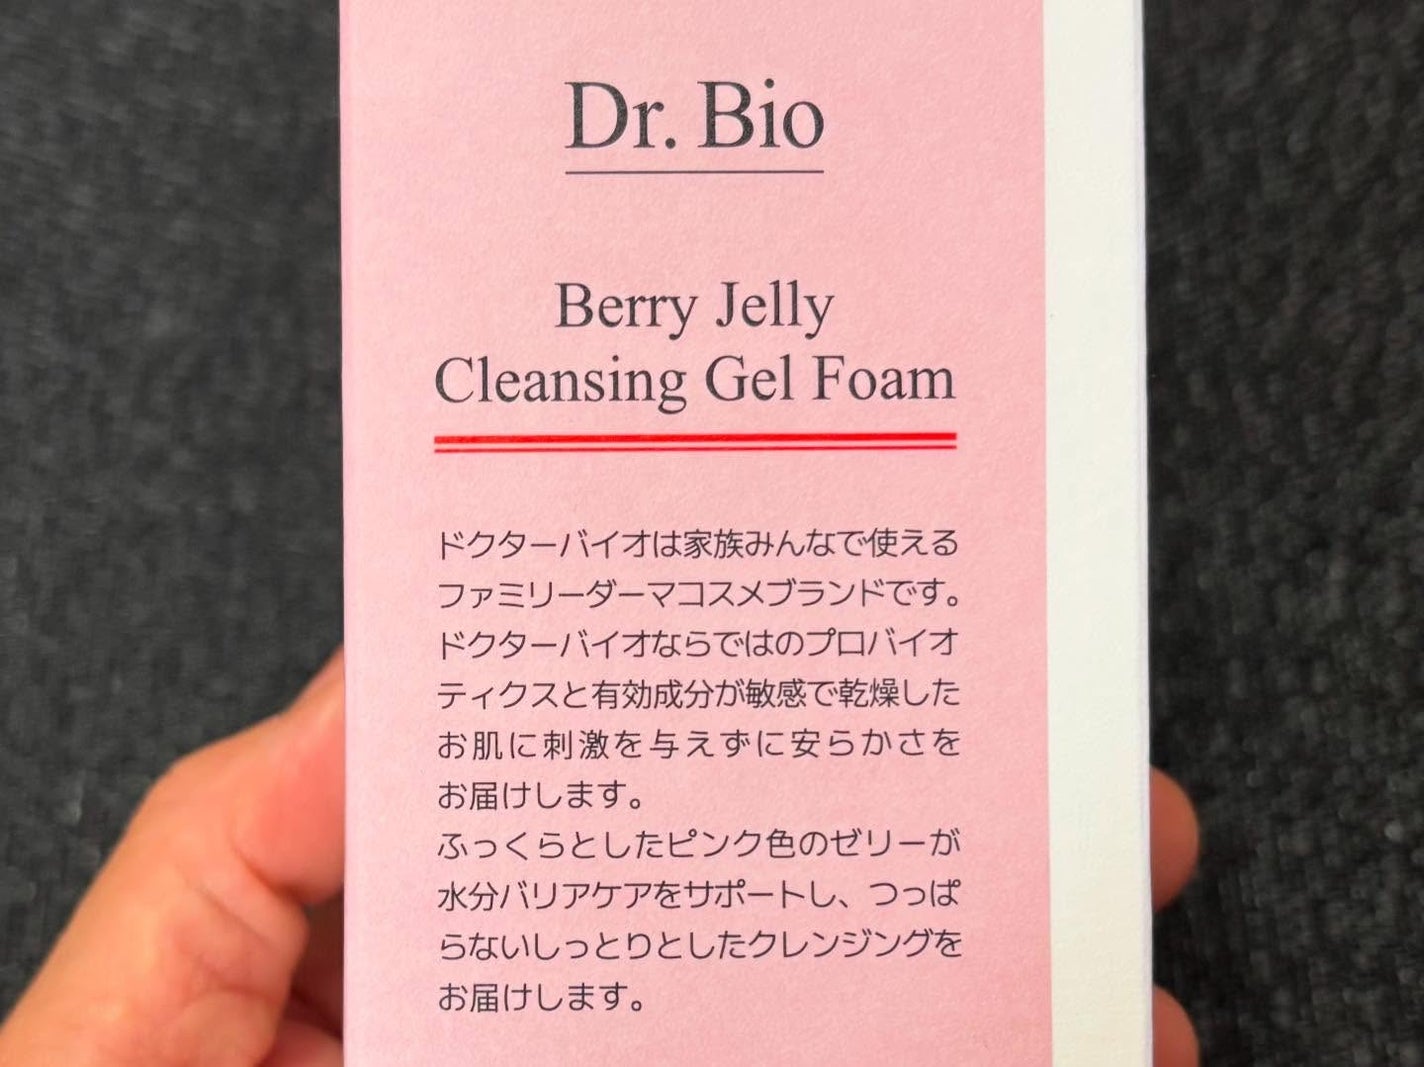 Dr. Bio
Berry Jelly
Cleansing Gel Foam
ドクターバイオは家族みんなで使える
ファミリーダーマコスメブランドです。
ドクターバイオならではのプロバイオ
ティクスと有効成分が敏感で乾燥した
お肌に刺激を与えずに安らかさを
お届けします。
ふっくらとしたピンク色のゼリーが
水分バリアケアをサポートし、つっぱ
らないしっとりとしたクレンジングを
お届けします。